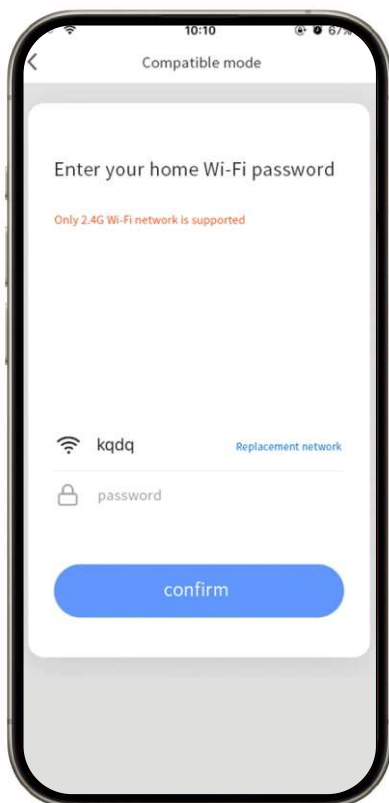 10:10
67%
Compatible mode
Enter your home Wi-Fi password
Only 2.4G Wi-Fi network is supported
kqdq
Replacement network
password
confirm